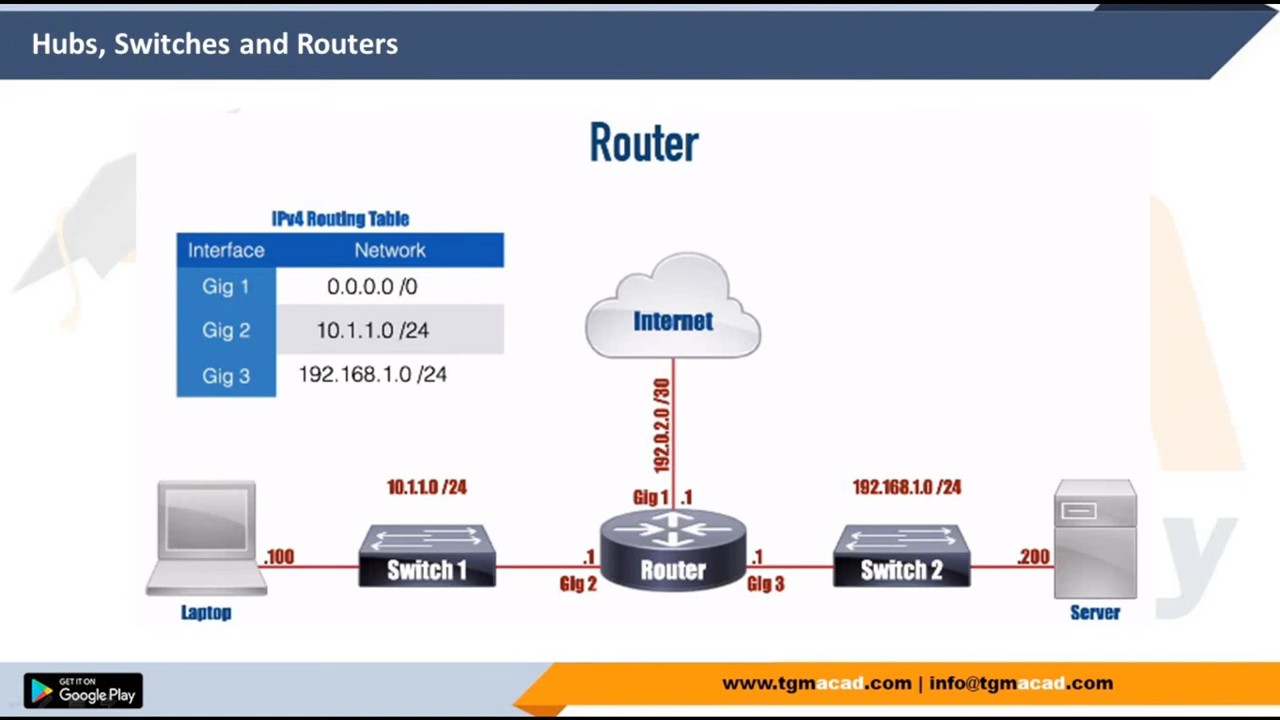 Hubs, Switches and Routers
Router
IPv4 Routing Table
Interface Network
Gig 1 0.0.0.0 /0
Gig 2 10.1.1.0 /24
Gig 3 192.168.1.0 /24
Internet
192.0.2.0 /30
Gig 1 .1
10.1.1.0 /24
192.168.1.0 /24
.100
Switch 1
.1
Gig 2
Router
.1
Gig 3
Switch 2
.200
Laptop
Server
GET IT ON
Google Play
www.tgmacad.com | info@tgmacad.com
y